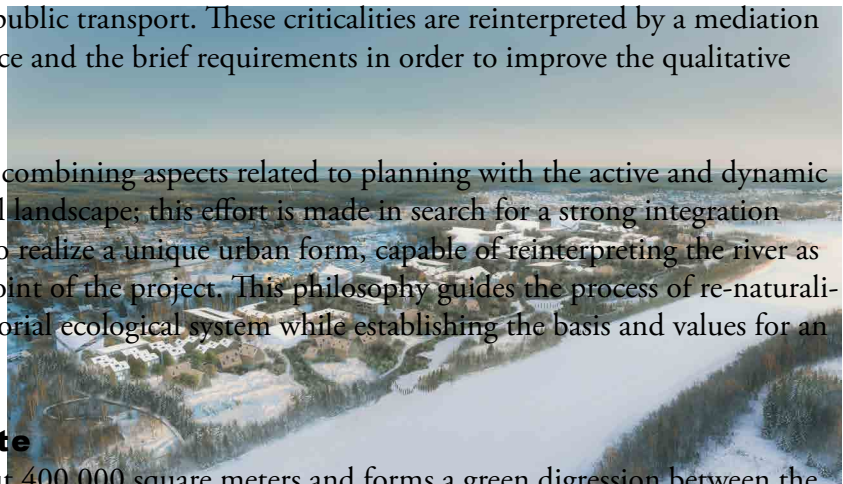 public transport. These criticalities are reinterpreted by a mediation
ce and the brief requirements in order to improve the qualitative
combining aspects related to planning with the active and dynamic
l landscape; this effort is made in search for a strong integration
o realize a unique urban form, capable of reinterpreting the river as
oint of the project. This philosophy guides the process of re-naturali-
orial ecological system while establishing the basis and values for an
te
ut 400.000 square meters and forms a green digression between the